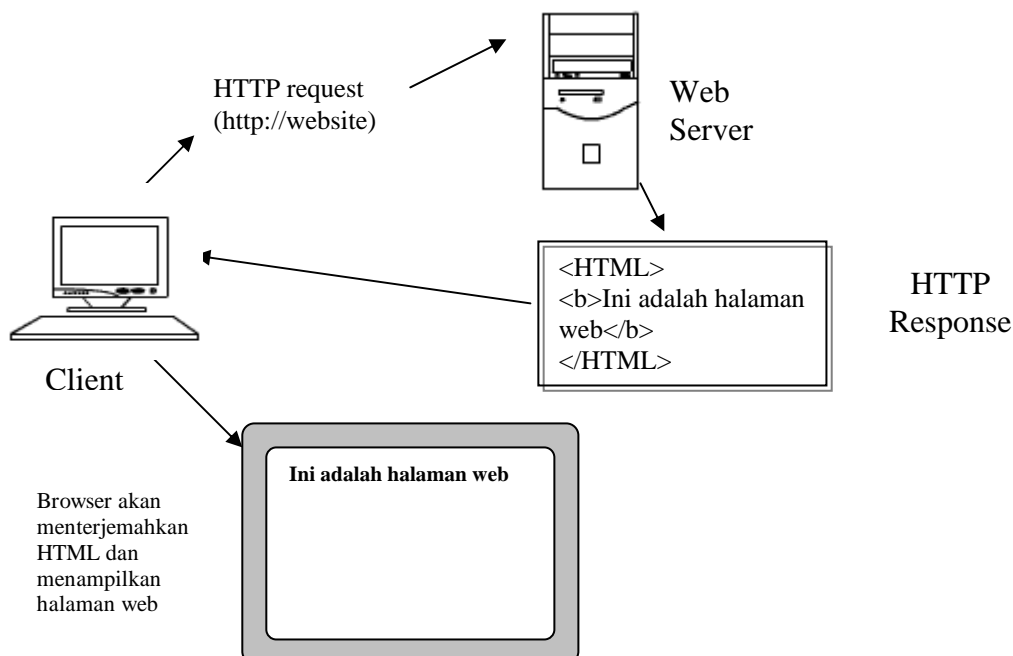 HTTP request
(http://website)
Web
Server
<HTML>
<b>Ini adalah halaman
web</b>
</HTML>
HTTP
Response
Client
Ini adalah halaman web
Browser akan
menterjemahkan
HTML dan
menampilkan
halaman web